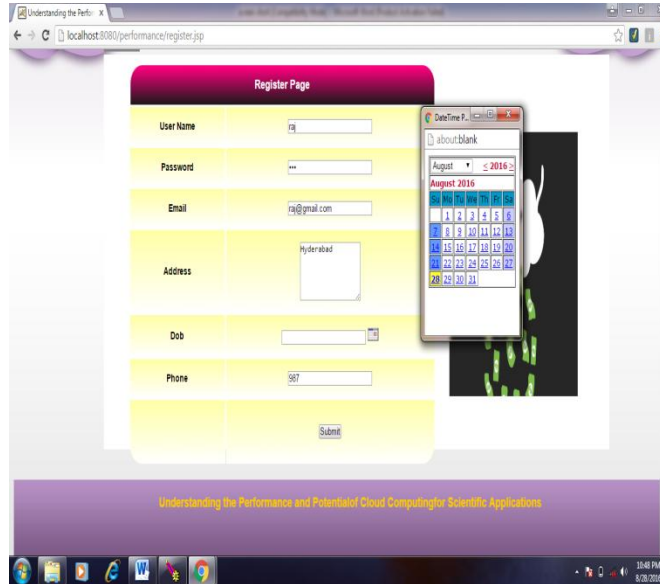 Understanding the Perfo
localhost:8080/performance/register.jsp
Register Page
User Name
raj
Password
•••
Email
raj@gmail.com
Address
Hyderabad
Dob
Phone
987
Submit
DateTime P...
about:blank
August
< 2016 >
August 2016
Su Mo Tu We Th Fr Sa
1 2 3 4 5 6
7 8 9 10 11 12 13
14 15 16 17 18 19 20
21 22 23 24 25 26 27
28 29 30 31
Understanding the Performance and Potentialof Cloud Computingfor Scientific Applications
10:48 PM
8/28/2016